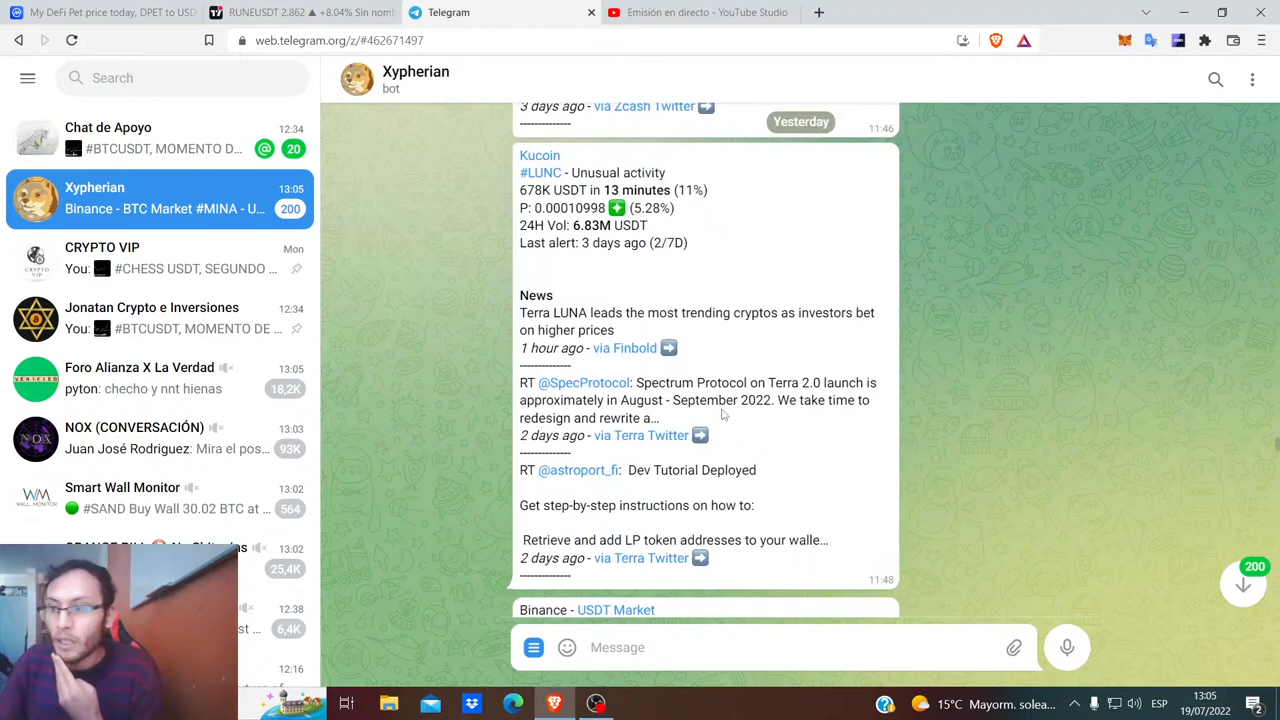 My DeFi Pet price today, DPET to USD
RUNEUSDT 2.862 ▲ +8.04% Sin nomb
Telegram
Emisión en directo - YouTube Studio
web.telegram.org/z/#462671497
Search
Chat de Apoyo
12:34
#BTCUSDT, MOMENTO D...
@
20
Xypherian
13:05
Binance - BTC Market #MINA - U...
200
CRYPTO VIP
Mon
You: #CHESS USDT, SEGUNDO ...
Jonatan Crypto e Inversiones
12:34
You: #BTCUSDT, MOMENTO DE ...
Foro Alianza X La Verdad
13:05
pyton: checho y nnt hienas
18,2K
NOX (CONVERSACIÓN)
13:03
Juan José Rodriguez: Mira el pos...
93K
Smart Wall Monitor
13:02
#SAND Buy Wall 30.02 BTC at ...
564
13:02
25,4K
12:38
st ...
6,4K
12:16
Xypherian
bot
3 days ago - via Zcash Twitter
-------------
11:46
Yesterday
Kucoin
#LUNC - Unusual activity
678K USDT in 13 minutes (11%)
P: 0.00010998 (5.28%)
24H Vol: 6.83M USDT
Last alert: 3 days ago (2/7D)
News
Terra LUNA leads the most trending cryptos as investors bet
on higher prices
1 hour ago - via Finbold
-------------
RT @SpecProtocol: Spectrum Protocol on Terra 2.0 launch is
approximately in August - September 2022. We take time to
redesign and rewrite a...
2 days ago - via Terra Twitter
-------------
RT @astroport_fi: Dev Tutorial Deployed
Get step-by-step instructions on how to:
Retrieve and add LP token addresses to your walle...
2 days ago - via Terra Twitter
-------------
11:48
Binance - USDT Market
200
Message
15°C Mayorm. solea...
ESP
13:05
19/07/2022
2